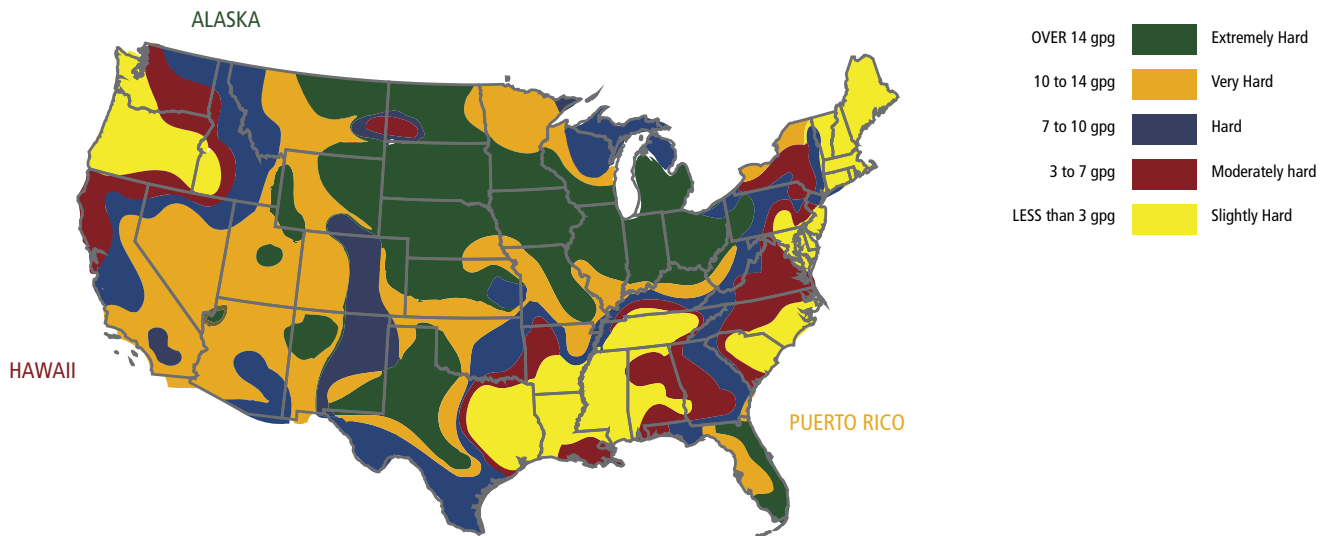 ALASKA
HAWAII
PUERTO RICO
OVER 14 gpg Extremely Hard
10 to 14 gpg Very Hard
7 to 10 gpg Hard
3 to 7 gpg Moderately hard
LESS than 3 gpg Slightly Hard